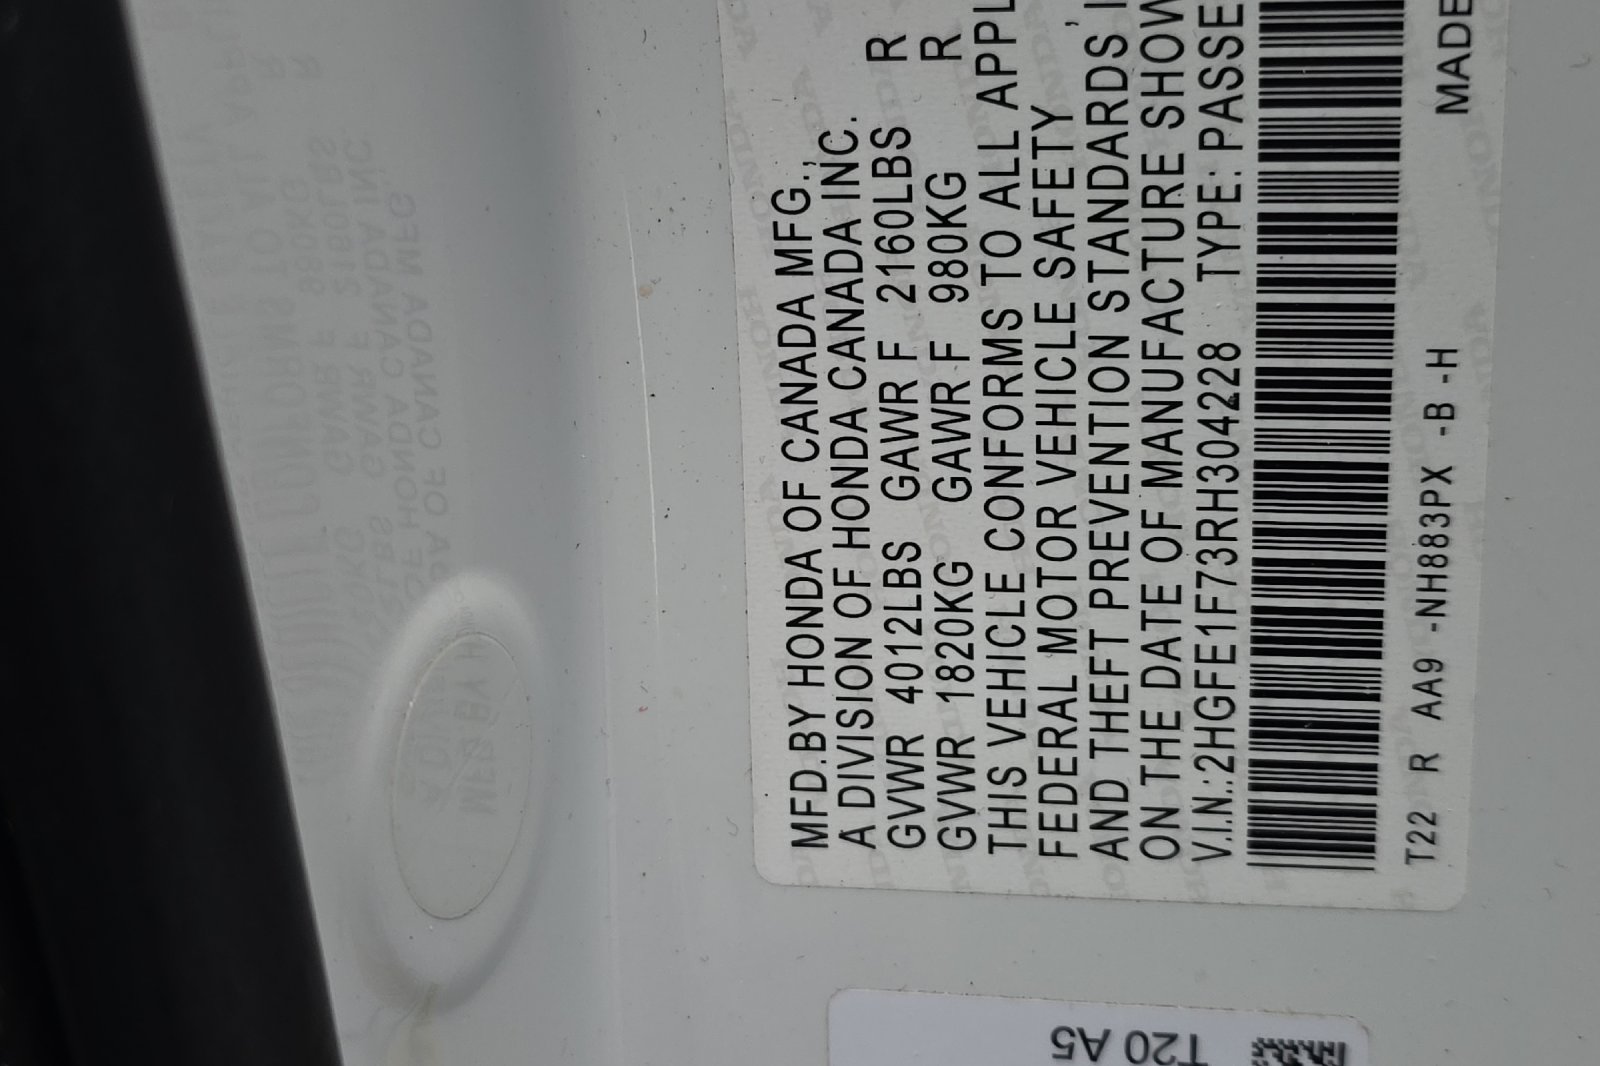 MFD.BY HONDA OF CANADA MFG.,
A DIVISION OF HONDA CANADA INC.
GVWR 4012LBS GAWR F 2160LBS R
GVWR 1820KG GAWR F 980KG R
THIS VEHICLE CONFORMS TO ALL APPL
FEDERAL MOTOR VEHICLE SAFETY
AND THEFT PREVENTION STANDARDS
ON THE DATE OF MANUFACTURE SHOW
V.I.N.:2HGFE1F73RH304228 TYPE: PASSE
T22 R AA9 -NH883PX -B -H MADE
T20 A5